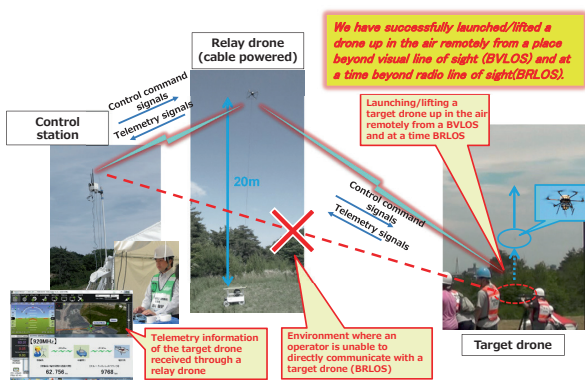 We have successfully launched/lifted a
drone up in the air remotely from a place
beyond visual line of sight (BVLOS) and at
a time beyond radio line of sight(BRLOS).
Relay drone
(cable powered)
Control command
signals
Telemetry signals
Control
station
Launching/lifting a
target drone up in the air
remotely from a BVLOS
and at a time BRLOS
20m
Control command
signals
Telemetry signals
【920MHz】
62.756
9768
Telemetry information
of the target drone
received through a
relay drone
Environment where an
operator is unable to
directly communicate with a
target drone (BRLOS)
Target drone